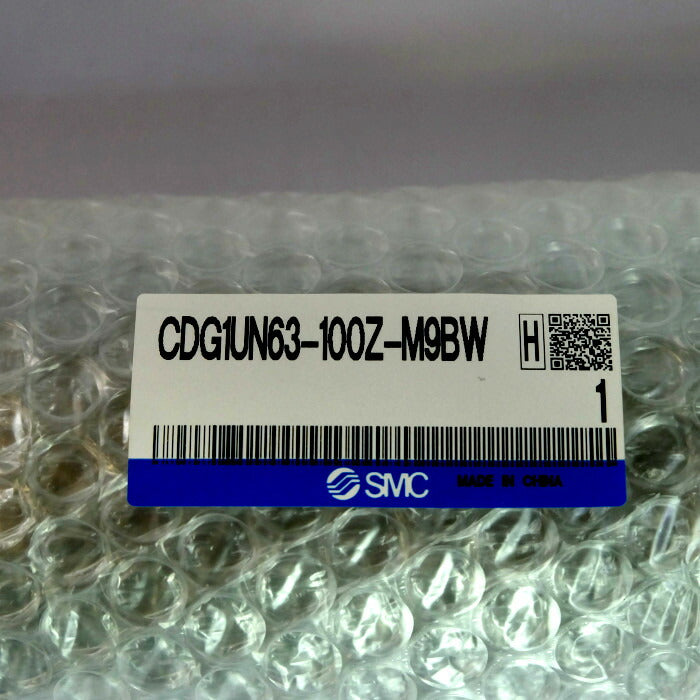 CDG1UN63-100Z-M9BW
H
1
SMC
MADE IN CHINA